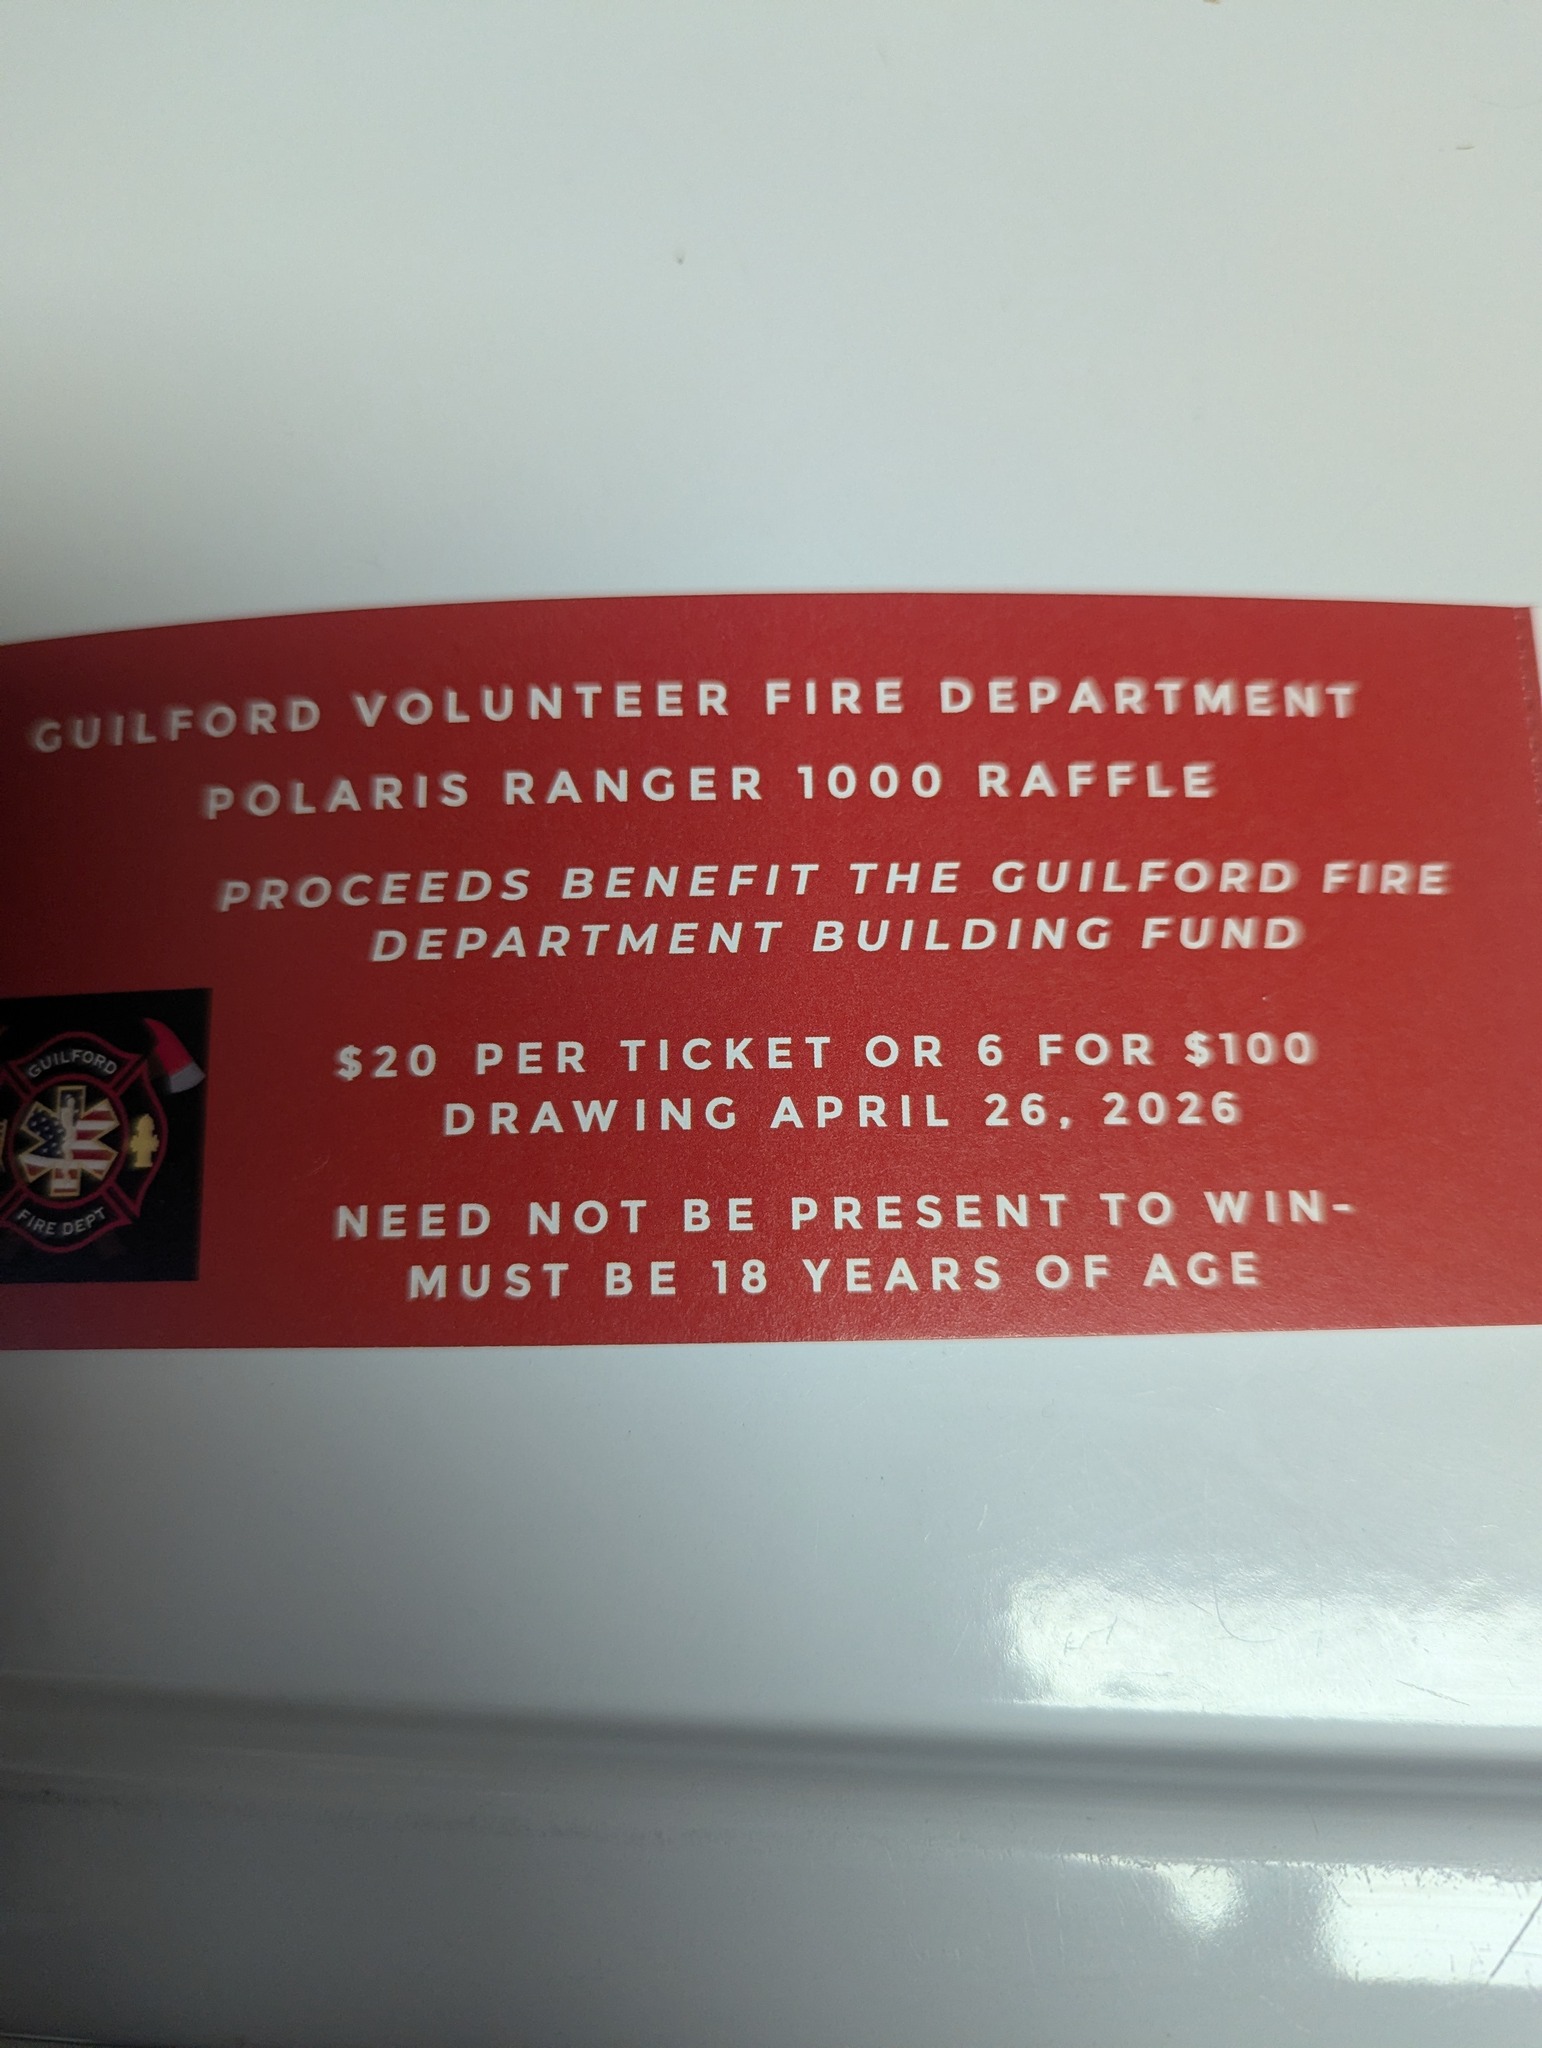 GUILFORD VOLUNTEER FIRE DEPARTMENT
POLARIS RANGER 1000 RAFFLE
PROCEEDS BENEFIT THE GUILFORD FIRE
DEPARTMENT BUILDING FUND
$20 PER TICKET OR 6 FOR $100
DRAWING APRIL 26, 2026
NEED NOT BE PRESENT TO WIN-
MUST BE 18 YEARS OF AGE
GUILFORD
FIRE DEPT